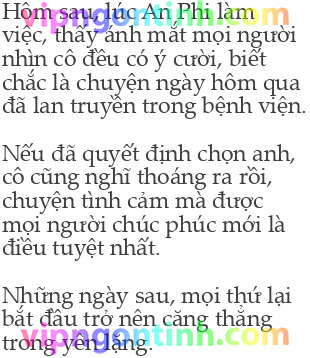 Hôm sau lúc An Phi làm
việc, thấy ánh mắt mọi người
nhìn cô đều có ý cười, biết
chắc là chuyện ngày hôm qua
đã lan truyền trong bệnh viện.
Nếu đã quyết định chọn anh,
cô cũng nghĩ thoáng ra rồi,
chuyện tình cảm mà được
mọi người chúc phúc mới là
điều tuyệt nhất.
Những ngày sau, mọi thứ lại
bắt đầu trở nên căng thẳng
trong yên lặng.
vipngontinh.com
vipngontinh.com